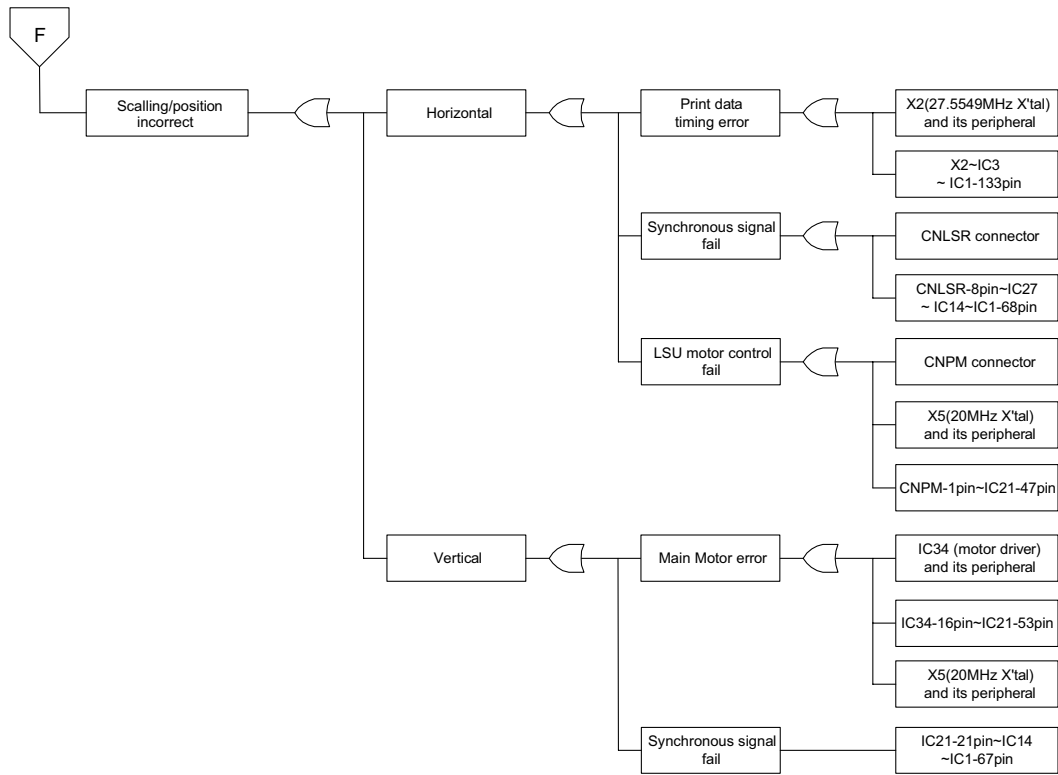 F
Scalling/position
incorrect
Horizontal
Print data
timing error
X2(27.5549MHz X'tal)
and its peripheral
X2~IC3
~ IC1-133pin
Synchronous signal
fail
CNLSR connector
CNLSR-8pin~IC27
~ IC14~IC1-68pin
LSU motor control
fail
CNPM connector
X5(20MHz X'tal)
and its peripheral
CNPM-1pin~IC21-47pin
Vertical
Main Motor error
IC34 (motor driver)
and its peripheral
IC34-16pin~IC21-53pin
X5(20MHz X'tal)
and its peripheral
Synchronous signal
fail
IC21-21pin~IC14
~IC1-67pin